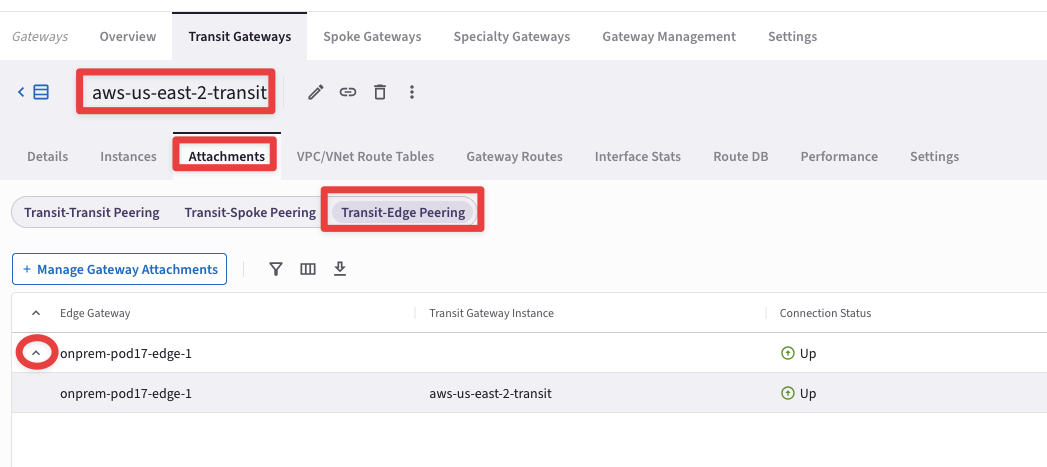 Gateways Overview Transit Gateways Spoke Gateways Specialty Gateways Gateway Management Settings
aws-us-east-2-transit
Details Instances Attachments VPC/VNet Route Tables Gateway Routes Interface Stats Route DB Performance Settings
Transit-Transit Peering Transit-Spoke Peering Transit-Edge Peering
+ Manage Gateway Attachments
Edge Gateway Transit Gateway Instance Connection Status
onprem-pod17-edge-1 Up
onprem-pod17-edge-1 aws-us-east-2-transit Up